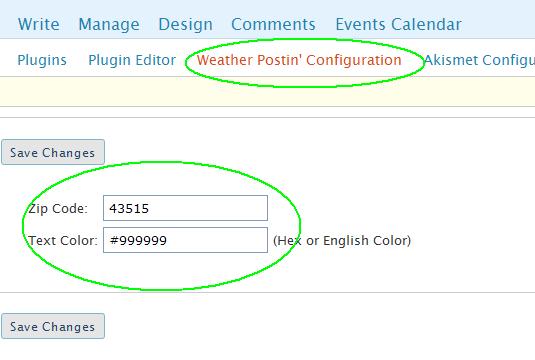 Write Manage Design Comments Events Calendar
Plugins Plugin Editor Weather Postin' Configuration Akismet Configu
Save Changes
Zip Code: 43515
Text Color: #999999 (Hex or English Color)
Save Changes